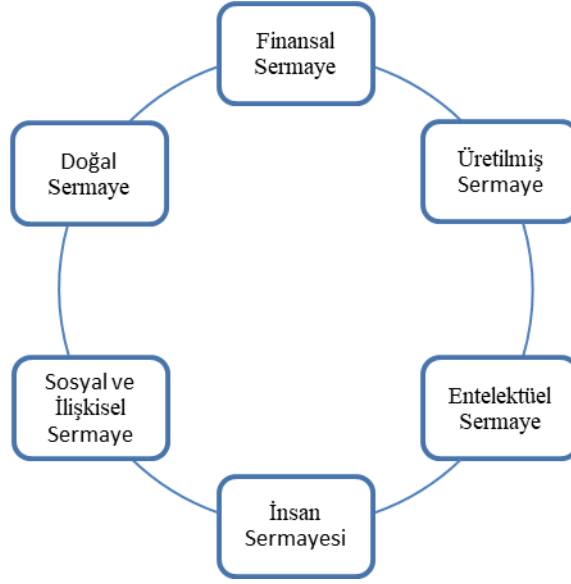 Finansal
Sermaye
Üretilmiş
Sermaye
Entelektüel
Sermaye
İnsan
Sermayesi
Sosyal ve
İlişkisel
Sermaye
Doğal
Sermaye